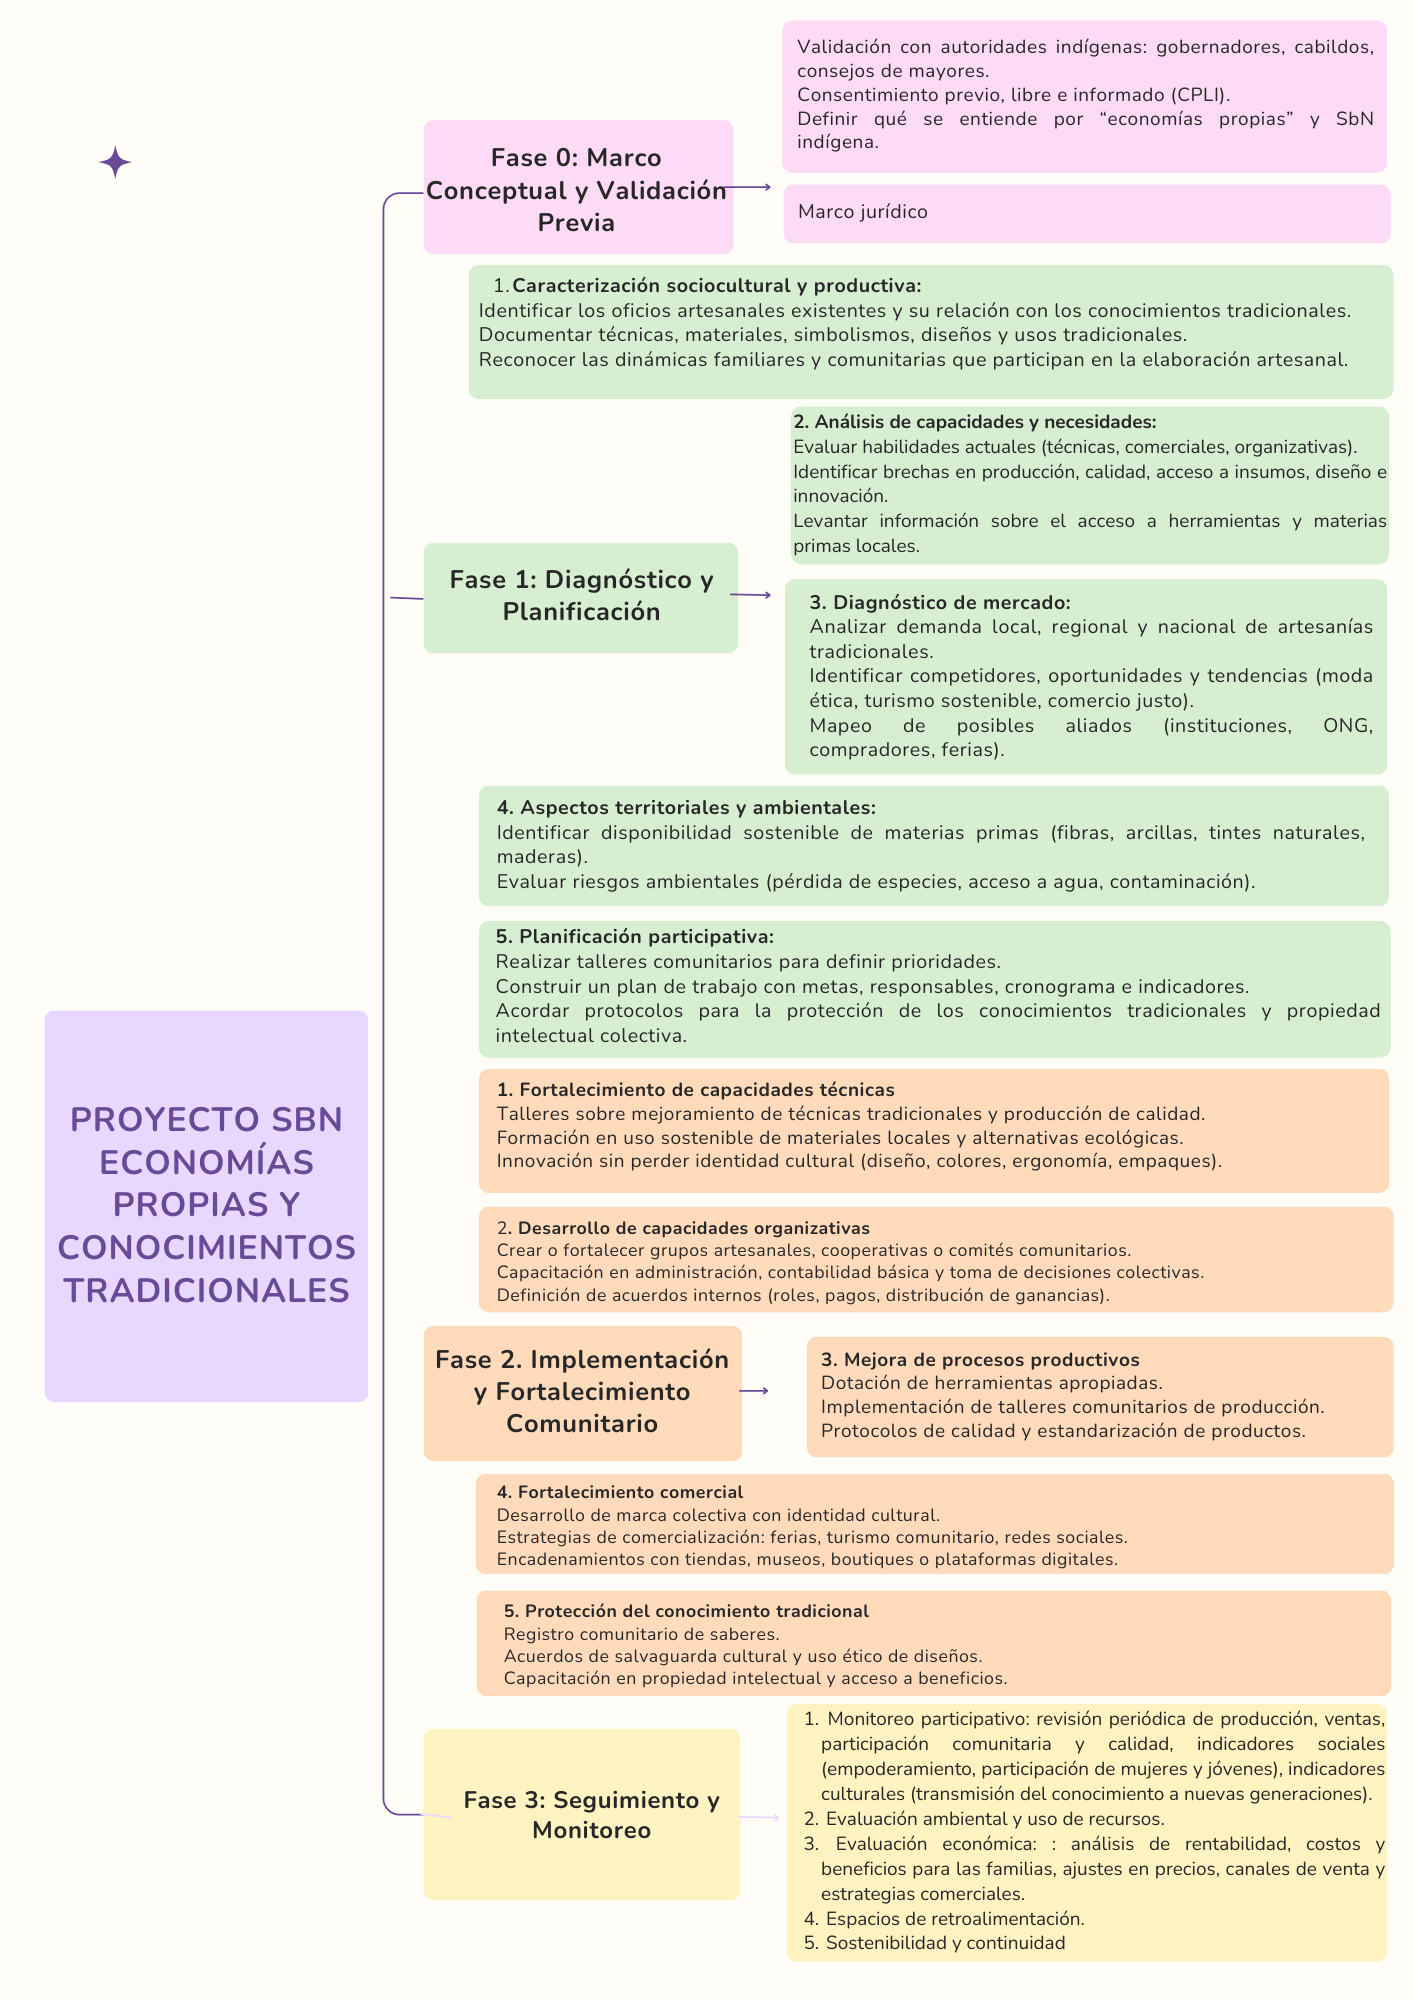 Validación con autoridades indígenas: gobernadores, cabildos,
consejos de mayores.
Consentimiento previo, libre e informado (CPLI).
Definir qué se entiende por “economías propias” y SbN
indígena.
Fase 0: Marco
Conceptual y Validación
Previa
Marco jurídico
1. Caracterización sociocultural y productiva:
Identificar los oficios artesanales existentes y su relación con los conocimientos tradicionales.
Documentar técnicas, materiales, simbolismos, diseños y usos tradicionales.
Reconocer las dinámicas familiares y comunitarias que participan en la elaboración artesanal.
2. Análisis de capacidades y necesidades:
Evaluar habilidades actuales (técnicas, comerciales, organizativas).
Identificar brechas en producción, calidad, acceso a insumos, diseño e
innovación.
Levantar información sobre el acceso a herramientas y materias
primas locales.
Fase 1: Diagnóstico y
Planificación
3. Diagnóstico de mercado:
Analizar demanda local, regional y nacional de artesanías
tradicionales.
Identificar competidores, oportunidades y tendencias (moda
ética, turismo sostenible, comercio justo).
Mapeo de posibles aliados (instituciones, ONG,
compradores, ferias).
4. Aspectos territoriales y ambientales:
Identificar disponibilidad sostenible de materias primas (fibras, arcillas, tintes naturales,
maderas).
Evaluar riesgos ambientales (pérdida de especies, acceso a agua, contaminación).
5. Planificación participativa:
Realizar talleres comunitarios para definir prioridades.
Construir un plan de trabajo con metas, responsables, cronograma e indicadores.
Acordar protocolos para la protección de los conocimientos tradicionales y propiedad
intelectual colectiva.
PROYECTO SBN
ECONOMÍAS
PROPIAS Y
CONOCIMIENTOS
TRADICIONALES
1. Fortalecimiento de capacidades técnicas
Talleres sobre mejoramiento de técnicas tradicionales y producción de calidad.
Formación en uso sostenible de materiales locales y alternativas ecológicas.
Innovación sin perder identidad cultural (diseño, colores, ergonomía, empaques).
2. Desarrollo de capacidades organizativas
Crear o fortalecer grupos artesanales, cooperativas o comités comunitarios.
Capacitación en administración, contabilidad básica y toma de decisiones colectivas.
Definición de acuerdos internos (roles, pagos, distribución de ganancias).
Fase 2. Implementación
y Fortalecimiento
Comunitario
3. Mejora de procesos productivos
Dotación de herramientas apropiadas.
Implementación de talleres comunitarios de producción.
Protocolos de calidad y estandarización de productos.
4. Fortalecimiento comercial
Desarrollo de marca colectiva con identidad cultural.
Estrategias de comercialización: ferias, turismo comunitario, redes sociales.
Encadenamientos con tiendas, museos, boutiques o plataformas digitales.
5. Protección del conocimiento tradicional
Registro comunitario de saberes.
Acuerdos de salvaguarda cultural y uso ético de diseños.
Capacitación en propiedad intelectual y acceso a beneficios.
Fase 3: Seguimiento y
Monitoreo
1. Monitoreo participativo: revisión periódica de producción, ventas,
participación comunitaria y calidad, indicadores sociales
(empoderamiento, participación de mujeres y jóvenes), indicadores
culturales (transmisión del conocimiento a nuevas generaciones).
2. Evaluación ambiental y uso de recursos.
3. Evaluación económica: : análisis de rentabilidad, costos y
beneficios para las familias, ajustes en precios, canales de venta y
estrategias comerciales.
4. Espacios de retroalimentación.
5. Sostenibilidad y continuidad